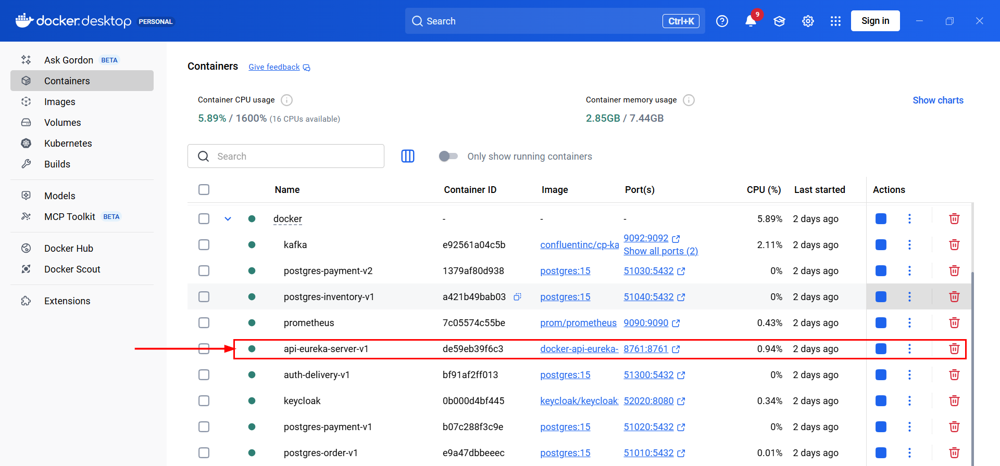 docker.desktop PERSONAL Search Ctrl+K 9 Sign in
Ask Gordon BETA
Containers
Images
Volumes
Kubernetes
Builds
Models
MCP Toolkit BETA
Docker Hub
Docker Scout
Extensions
Containers Give feedback
Container CPU usage
5.89% / 1600% (16 CPUs available)
Container memory usage
2.85GB / 7.44GB
Show charts
Search Only show running containers
Name Container ID Image Port(s) CPU (%) Last started Actions
docker - - - 5.89% 2 days ago
kafka e92561a04c5b confluentinc/cp-ka 9092:9092 2.11% 2 days ago
Show all ports (2)
postgres-payment-v2 1379af80d938 postgres:15 51030:5432 0% 2 days ago
postgres-inventory-v1 a421b49bab03 postgres:15 51040:5432 0% 2 days ago
prometheus 7c05574c55be prom/prometheus 9090:9090 0.43% 2 days ago
api-eureka-server-v1 de59eb39f6c3 docker-api-eureka- 8761:8761 0.94% 2 days ago
auth-delivery-v1 bf91af2ff013 postgres:15 51300:5432 0% 2 days ago
keycloak 0b000d4bf445 keycloak/keycloak: 52020:8080 0.34% 2 days ago
postgres-payment-v1 b07c288f3c9e postgres:15 51020:5432 0% 2 days ago
postgres-order-v1 e9a47dbbeeec postgres:15 51010:5432 0.01% 2 days ago